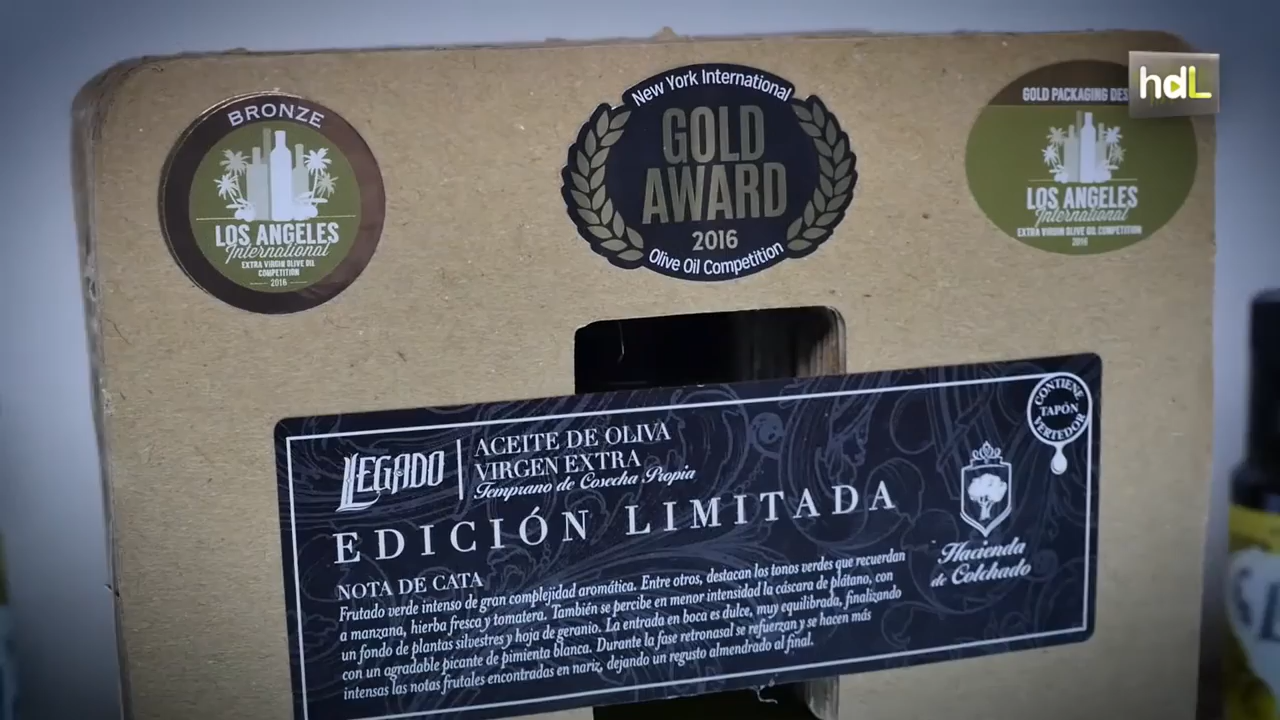 BRONZE
LOS ANGELES
International
EXTRA VIRGIN OLIVE OIL
COMPETITION
2016
New York International
GOLD
AWARD
2016
Olive Oil Competition
GOLD PACKAGING
LOS ANGELES
International
EXTRA VIRGIN OLIVE OIL COMPETITION
2016
hdL
LEGADO
ACEITE DE OLIVA
VIRGEN EXTRA
Temprano de Cosecha Propia
EDICIÓN LIMITADA
CONTIENE
TAPÓN
VERTEDOR
Hacienda
de Colchado
NOTA DE CATA
Frutado verde intenso de gran complejidad aromática. Entre otros, destacan los tonos verdes que recuerdan
a manzana, hierba fresca y tomatera. También se percibe en menor intensidad la cáscara de plátano, con
un fondo de plantas silvestres y hoja de geranio. La entrada en boca es dulce, muy equilibrada, finalizando
con un agradable picante de pimienta blanca. Durante la fase retronasal se refuerzan y se hacen más
intensas las notas frutales encontradas en nariz, dejando un regusto almendrado al final.